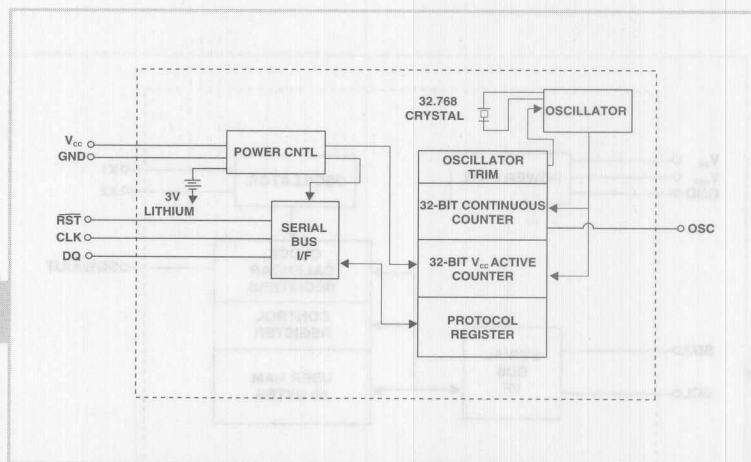 32.768
CRYSTAL
OSCILLATOR
Vcc
GND
POWER CNTL
3V
LITHIUM
OSCILLATOR
TRIM
32-BIT CONTINUOUS
COUNTER
RST
CLK
DQ
SERIAL
BUS
I/F
OSC
32-BIT Vcc ACTIVE
COUNTER
PROTOCOL
REGISTER